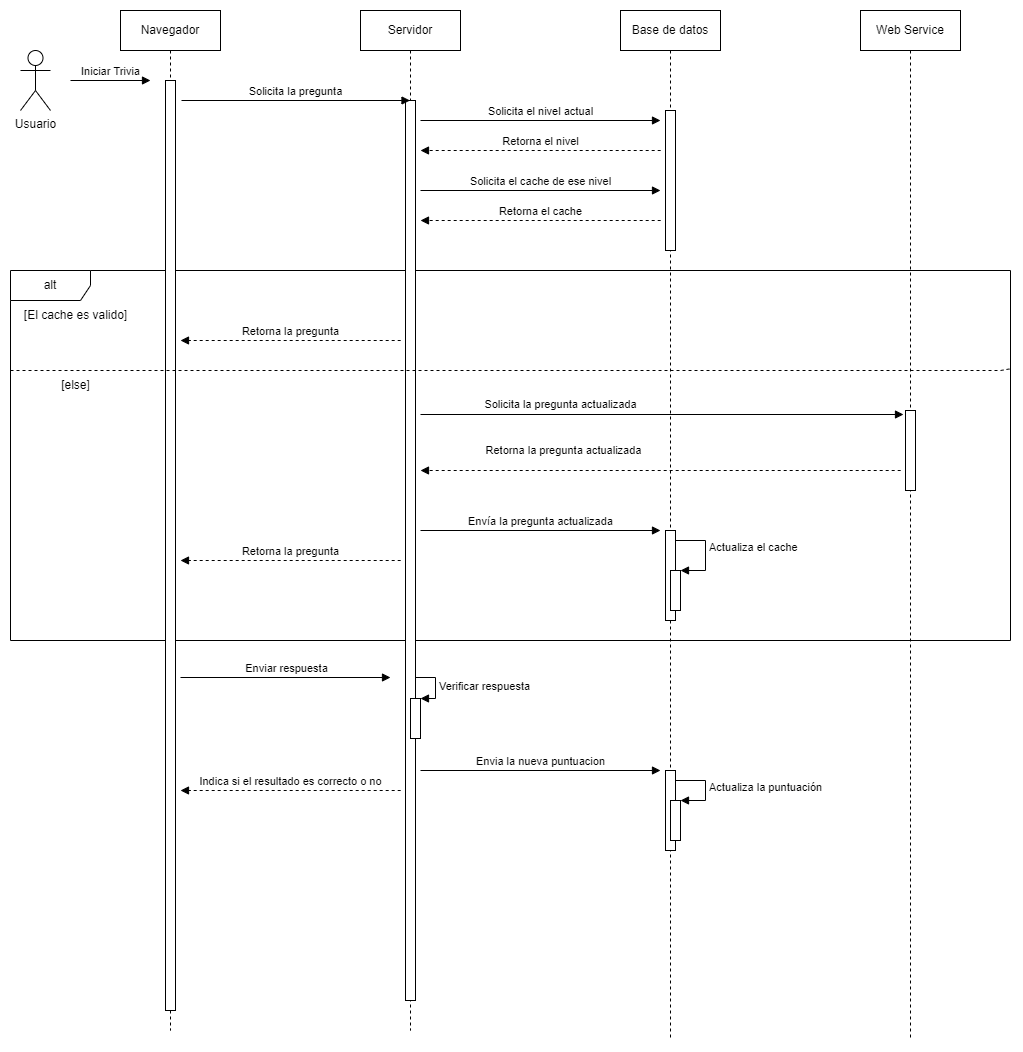 Navegador
Servidor
Base de datos
Web Service
Iniciar Trivia
Usuario
Solicita la pregunta
Solicita el nivel actual
Retorna el nivel
Solicita el cache de ese nivel
Retorna el cache
alt
[El cache es valido]
Retorna la pregunta
[else]
Solicita la pregunta actualizada
Retorna la pregunta actualizada
Envía la pregunta actualizada
Actualiza el cache
Retorna la pregunta
Enviar respuesta
Verificar respuesta
Envia la nueva puntuacion
Indica si el resultado es correcto o no
Actualiza la puntuación